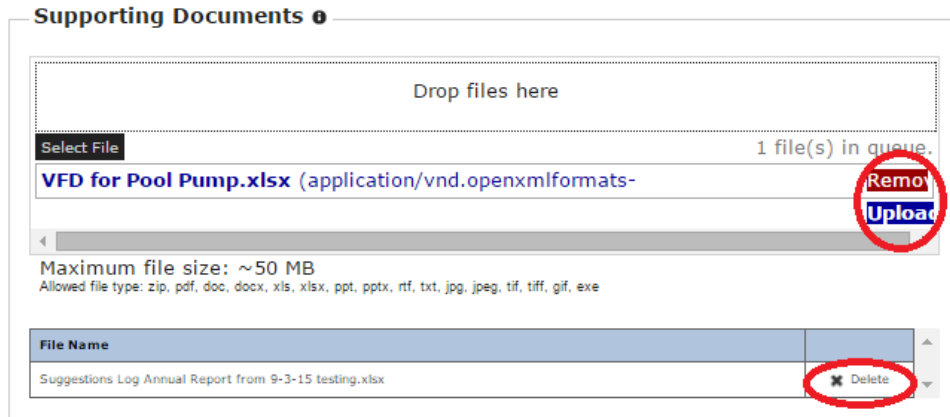 Supporting Documents
Drop files here
Select File 1 file(s) in queue.
VFD for Pool Pump.xlsx (application/vnd.openxmlformats- Remov
Upload
Maximum file size: ~50 MB
Allowed file type: zip, pdf, doc, docx, xls, xlsx, ppt, pptx, rtf, txt, jpg, jpeg, tif, tiff, gif, exe
File Name
Suggestions Log Annual Report from 9-3-15 testing.xlsx Delete